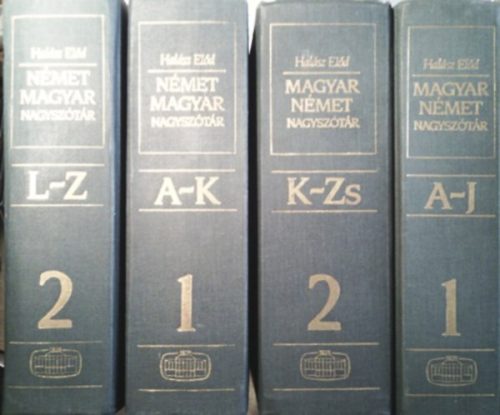 Halász Előd
NÉMET
MAGYAR
NAGYSZÓTÁR
L-Z
2
Halász Előd
NÉMET
MAGYAR
NAGYSZÓTÁR
A-K
1
Halász Előd
MAGYAR
NÉMET
NAGYSZÓTÁR
K-Zs
2
Halász Előd
MAGYAR
NÉMET
NAGYSZÓTÁR
A-J
1